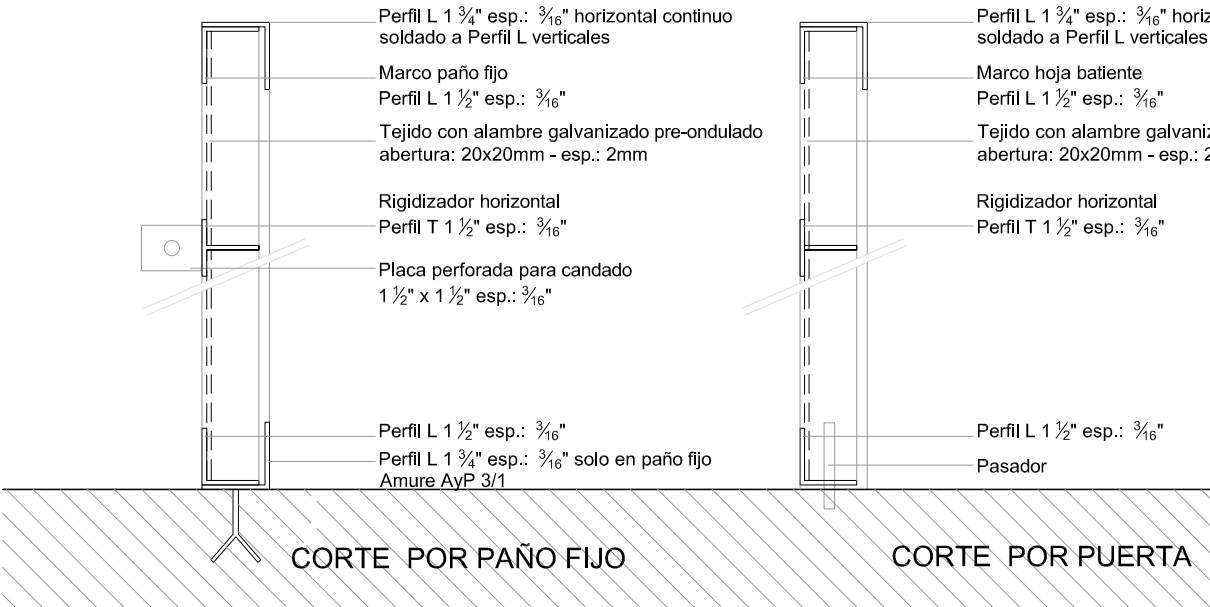 Perfil L 1 ¾" esp.: ³⁄₁₆" horizontal continuo
soldado a Perfil L verticales
Marco paño fijo
Perfil L 1 ½" esp.: ³⁄₁₆"
Tejido con alambre galvanizado pre-ondulado
abertura: 20x20mm - esp.: 2mm
Rigidizador horizontal
Perfil T 1 ½" esp.: ³⁄₁₆"
Placa perforada para candado
1 ½" x 1 ½" esp.: ³⁄₁₆"
Perfil L 1 ½" esp.: ³⁄₁₆"
Perfil L 1 ¾" esp.: ³⁄₁₆" solo en paño fijo
Amure AyP 3/1
CORTE POR PAÑO FIJO
Perfil L 1 ¾" esp.: ³⁄₁₆" horiz
soldado a Perfil L verticales
Marco hoja batiente
Perfil L 1 ½" esp.: ³⁄₁₆"
Tejido con alambre galvaniz
abertura: 20x20mm - esp.: 2
Rigidizador horizontal
Perfil T 1 ½" esp.: ³⁄₁₆"
Perfil L 1 ½" esp.: ³⁄₁₆"
Pasador
CORTE POR PUERTA